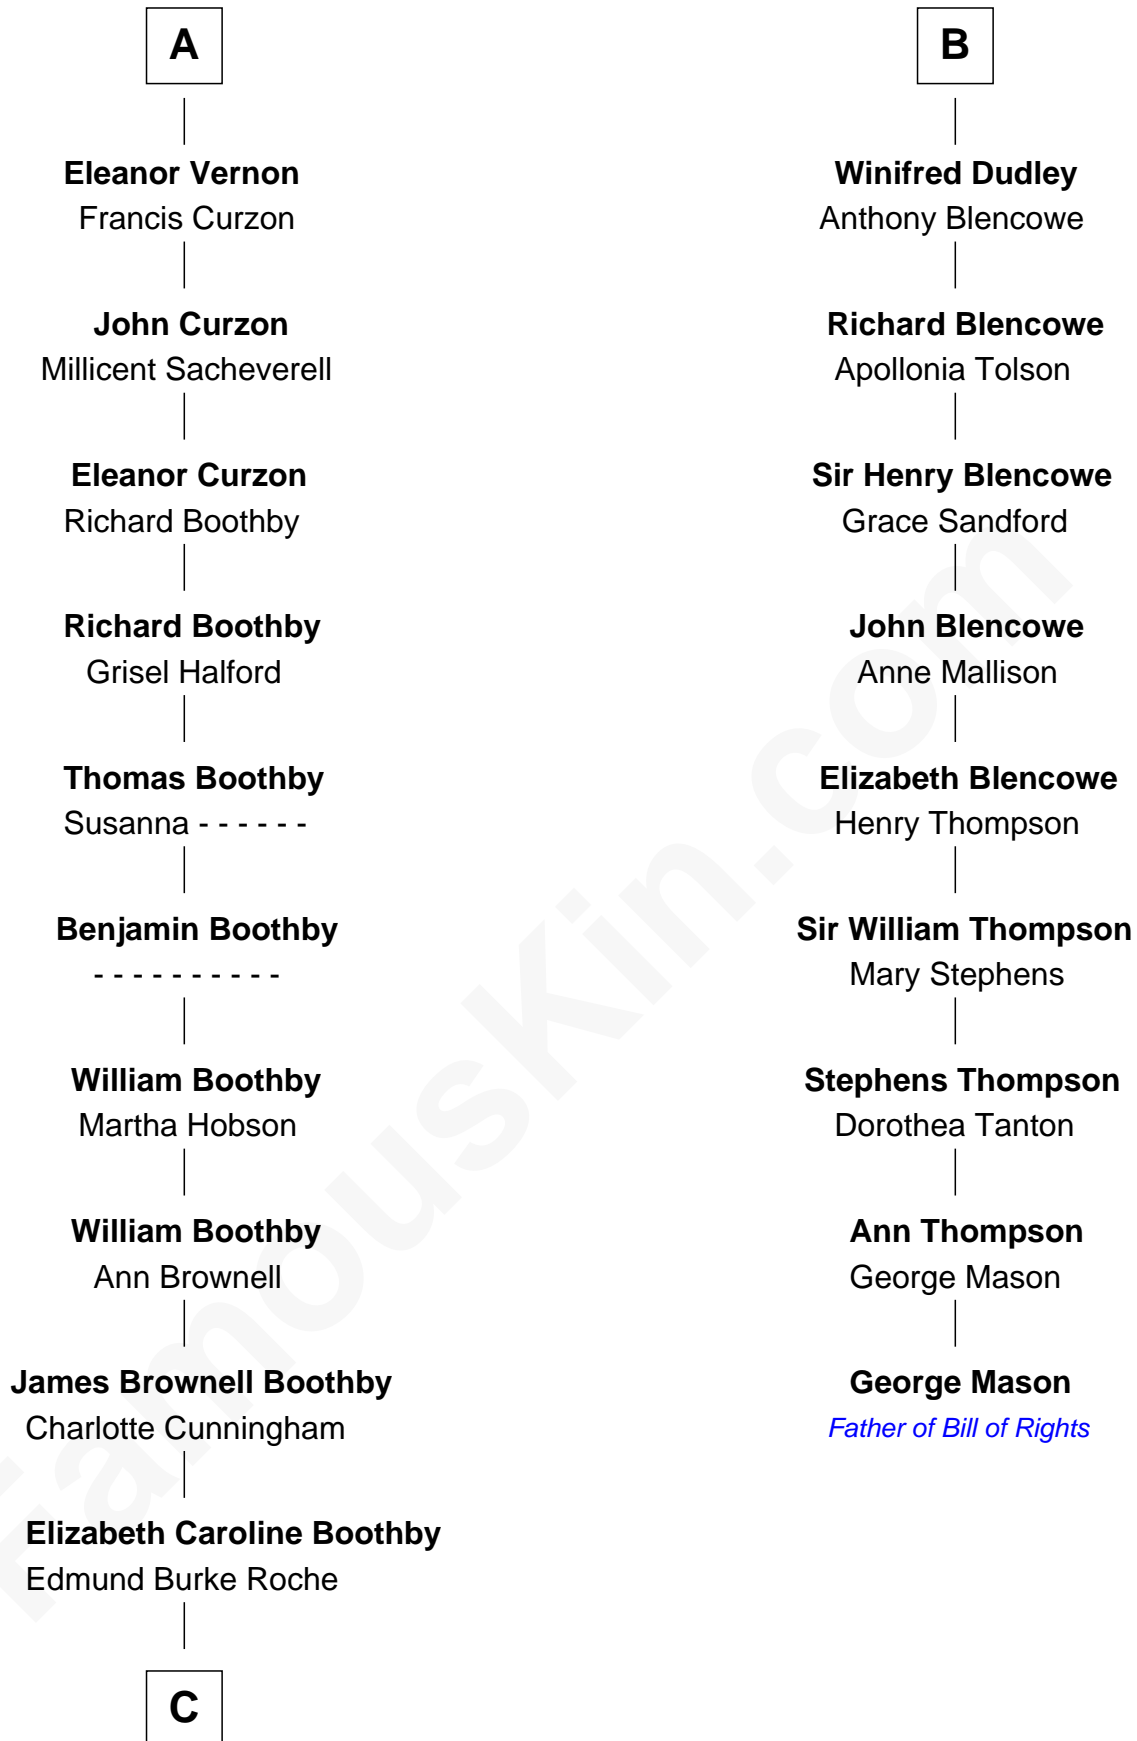 A
Eleanor Vernon
Francis Curzon
John Curzon
Millicent Sacheverell
Eleanor Curzon
Richard Boothby
Richard Boothby
Grisel Halford
Thomas Boothby
Susanna - - - - - -
Benjamin Boothby
- - - - - - - - - -
William Boothby
Martha Hobson
William Boothby
Ann Brownell
James Brownell Boothby
Charlotte Cunningham
Elizabeth Caroline Boothby
Edmund Burke Roche
C
B
Winifred Dudley
Anthony Blencowe
Richard Blencowe
Apollonia Tolson
Sir Henry Blencowe
Grace Sandford
John Blencowe
Anne Mallison
Elizabeth Blencowe
Henry Thompson
Sir William Thompson
Mary Stephens
Stephens Thompson
Dorothea Tanton
Ann Thompson
George Mason
George Mason
Father of Bill of Rights
FamousKin.com